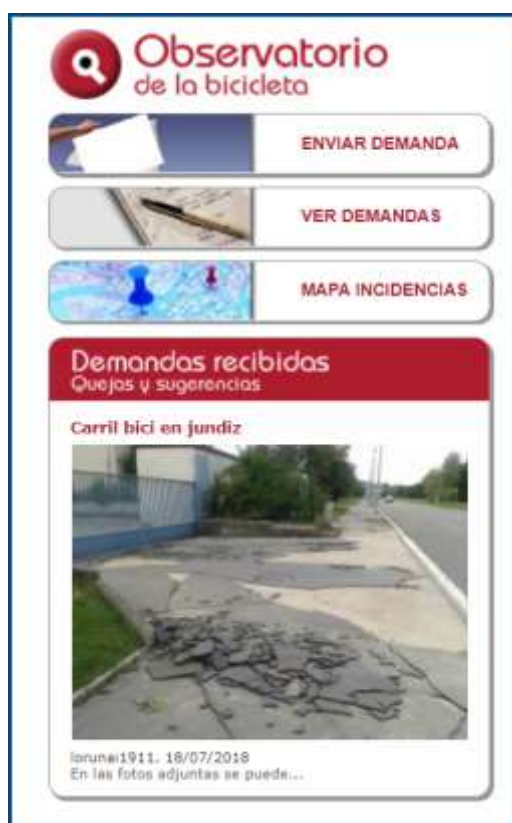 Observatorio
de la bicicleta
ENVIAR DEMANDA
VER DEMANDAS
MAPA INCIDENCIAS
Demandas recibidas
Quejas y sugerencias
Carril bici en jundiz
lorunai1911. 18/07/2018
En las fotos adjuntas se puede...